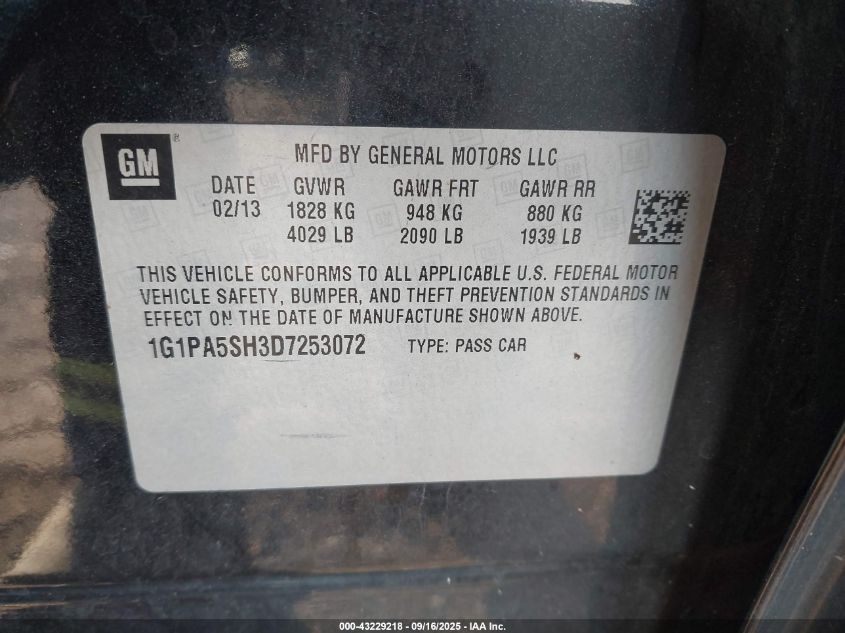 GM
MFD BY GENERAL MOTORS LLC
DATE GVWR GAWR FRT GAWR RR
02/13 1828 KG 948 KG 880 KG
4029 LB 2090 LB 1939 LB
THIS VEHICLE CONFORMS TO ALL APPLICABLE U.S. FEDERAL MOTOR
VEHICLE SAFETY, BUMPER, AND THEFT PREVENTION STANDARDS IN
EFFECT ON THE DATE OF MANUFACTURE SHOWN ABOVE.
1G1PA5SH3D7253072 TYPE: PASS CAR
000-43229218 - 09/16/2025 - IAA Inc.